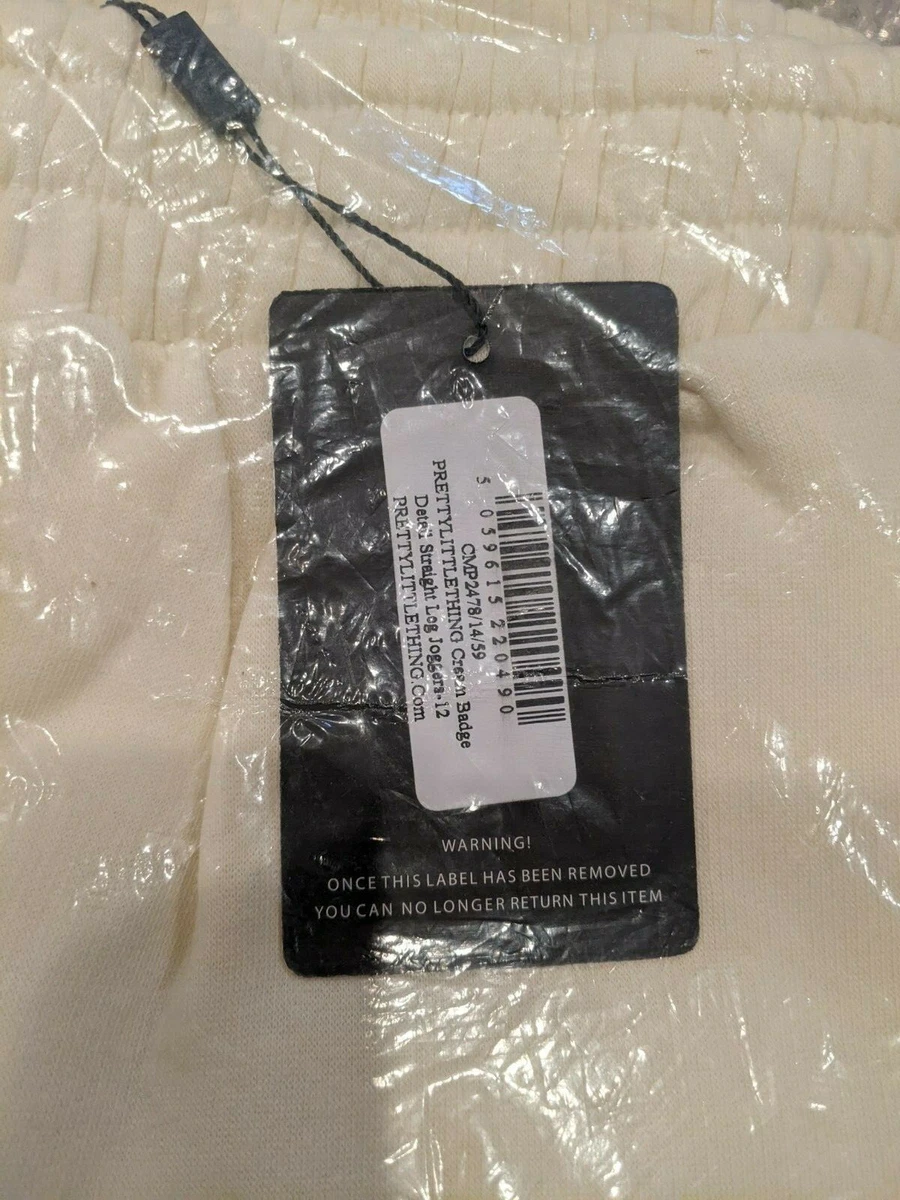 5 059615 220490
CMP2478/14/59
PRETTYLITTLETHING Cream Badge
Detail Straight Leg Joggers-12
PRETTYLITTLETHING.Com
WARNING!
ONCE THIS LABEL HAS BEEN REMOVED
YOU CAN NO LONGER RETURN THIS ITEM